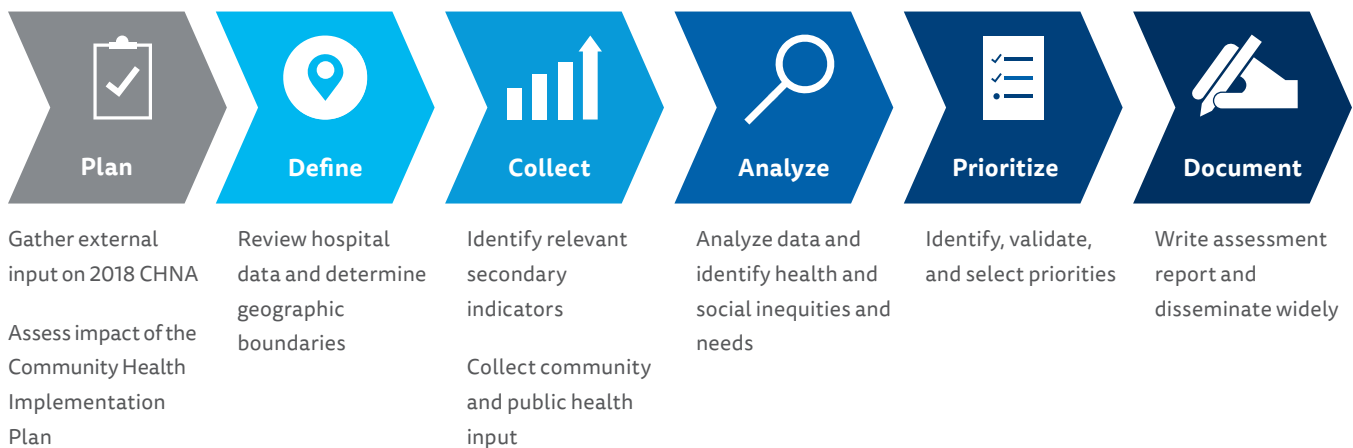 Plan
Define
Collect
Analyze
Prioritize
Document
Gather external
input on 2018 CHNA
Assess impact of the
Community Health
Implementation
Plan
Review hospital
data and determine
geographic
boundaries
Identify relevant
secondary
indicators
Collect community
and public health
input
Analyze data and
identify health and
social inequities and
needs
Identify, validate,
and select priorities
Write assessment
report and
disseminate widely